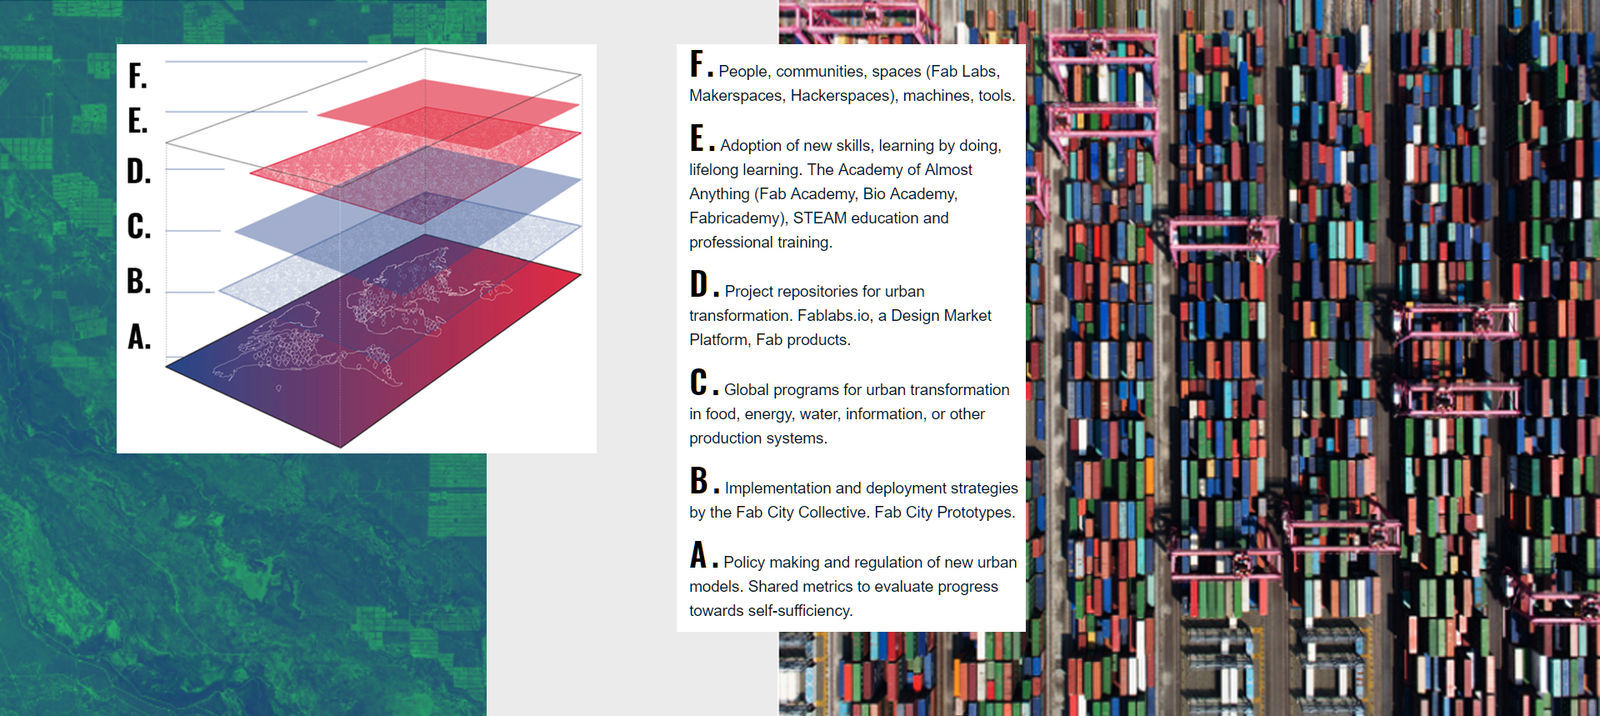 F.
E.
D.
C.
B.
A.
F. People, communities, spaces (Fab Labs,
Makerspaces, Hackerspaces), machines, tools.
E. Adoption of new skills, learning by doing,
lifelong learning. The Academy of Almost
Anything (Fab Academy, Bio Academy,
Fabricademy), STEAM education and
professional training.
D. Project repositories for urban
transformation. Fablabs.io, a Design Market
Platform, Fab products.
C. Global programs for urban transformation
in food, energy, water, information, or other
production systems.
B. Implementation and deployment strategies
by the Fab City Collective. Fab City Prototypes.
A. Policy making and regulation of new urban
models. Shared metrics to evaluate progress
towards self-sufficiency.